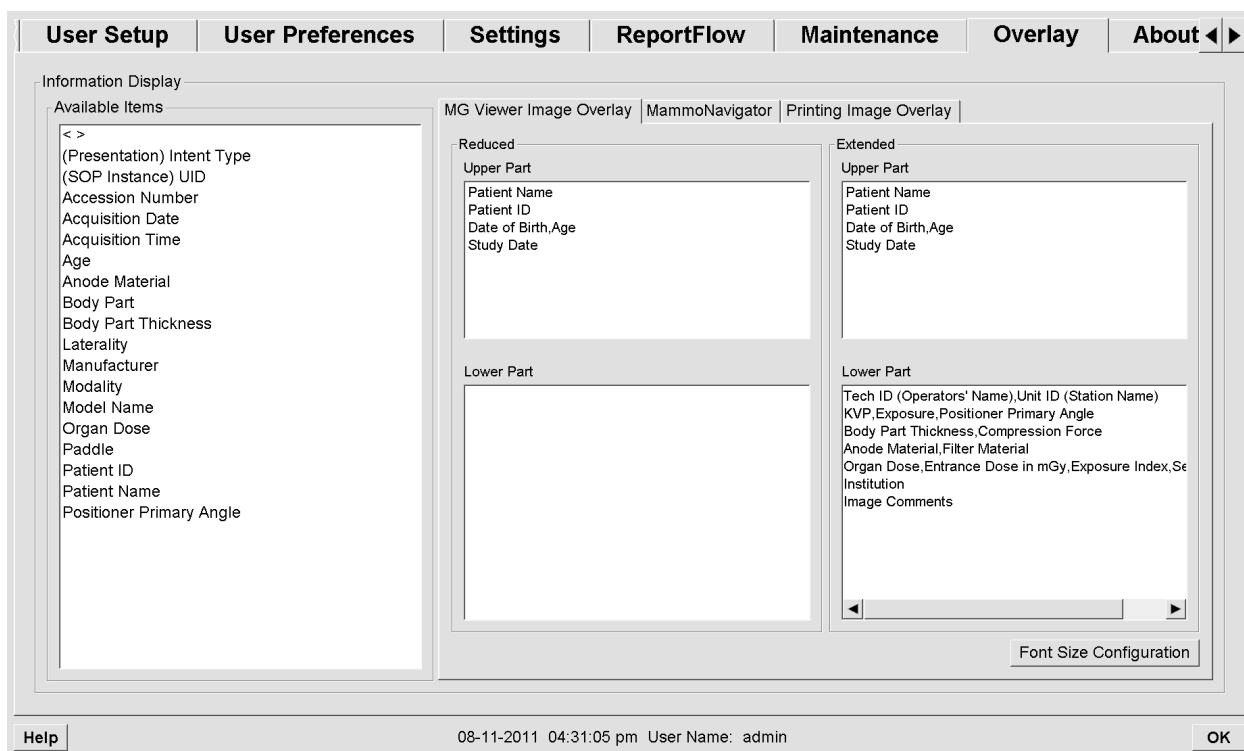 User Setup User Preferences Settings ReportFlow Maintenance Overlay About
Information Display
Available Items
< >
(Presentation) Intent Type
(SOP Instance) UID
Accession Number
Acquisition Date
Acquisition Time
Age
Anode Material
Body Part
Body Part Thickness
Laterality
Manufacturer
Modality
Model Name
Organ Dose
Paddle
Patient ID
Patient Name
Positioner Primary Angle
MG Viewer Image Overlay MammoNavigator Printing Image Overlay
Reduced
Upper Part
Patient Name
Patient ID
Date of Birth,Age
Study Date
Lower Part
Extended
Upper Part
Patient Name
Patient ID
Date of Birth,Age
Study Date
Lower Part
Tech ID (Operators' Name),Unit ID (Station Name)
KVP,Exposure,Positioner Primary Angle
Body Part Thickness,Compression Force
Anode Material,Filter Material
Organ Dose,Entrance Dose in mGy,Exposure Index,Se
Institution
Image Comments
Font Size Configuration
Help 08-11-2011 04:31:05 pm User Name: admin OK